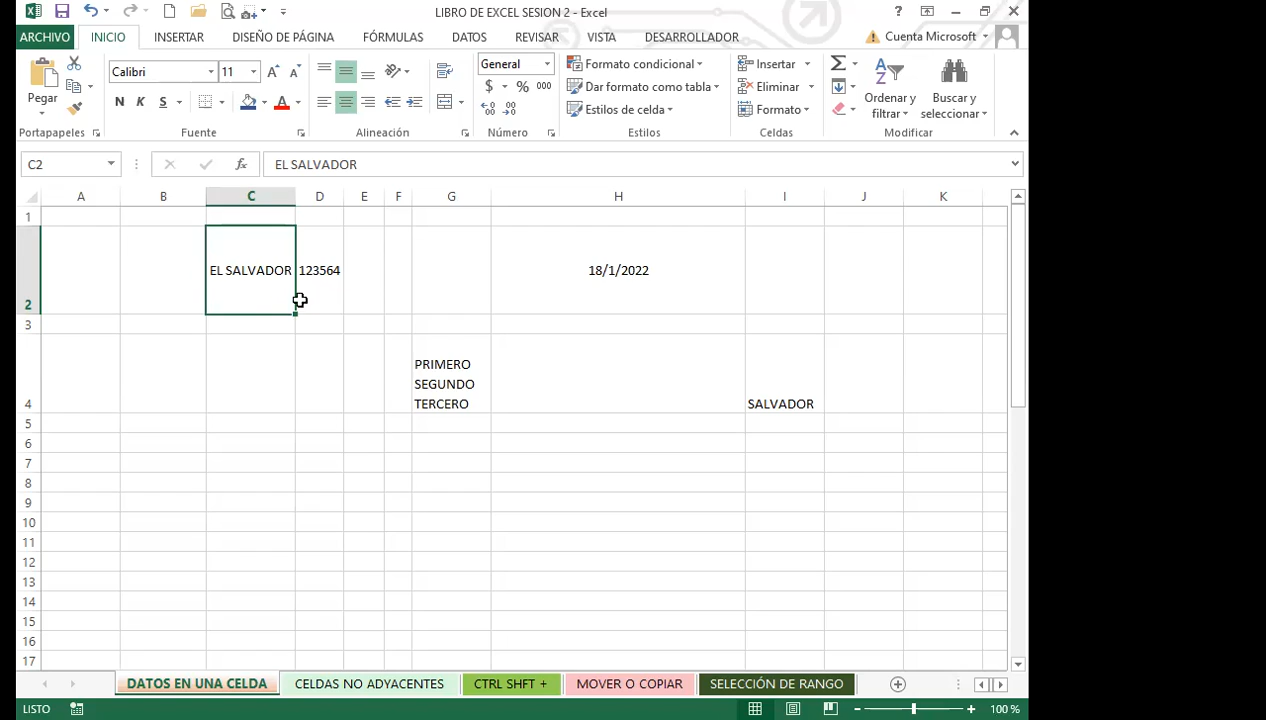 LIBRO DE EXCEL SESION 2 - Excel
?
ARCHIVO INICIO INSERTAR DISEÑO DE PÁGINA FÓRMULAS DATOS REVISAR VISTA DESARROLLADOR Cuenta Microsoft
Pegar
Calibri 11
N K S
General
$ % 000
Formato condicional
Dar formato como tabla
Estilos de celda
Insertar
Eliminar
Formato
Ordenar y filtrar
Buscar y seleccionar
Portapapeles Fuente Alineación Número Estilos Celdas Modificar
C2 fx EL SALVADOR
A B C D E F G H I J K
1
2 EL SALVADOR 123564 18/1/2022
3
PRIMERO
SEGUNDO
4 TERCERO SALVADOR
5
6
7
8
9
10
11
12
13
14
15
16
17
DATOS EN UNA CELDA CELDAS NO ADYACENTES CTRL SHFT + MOVER O COPIAR SELECCIÓN DE RANGO
LISTO 100 %